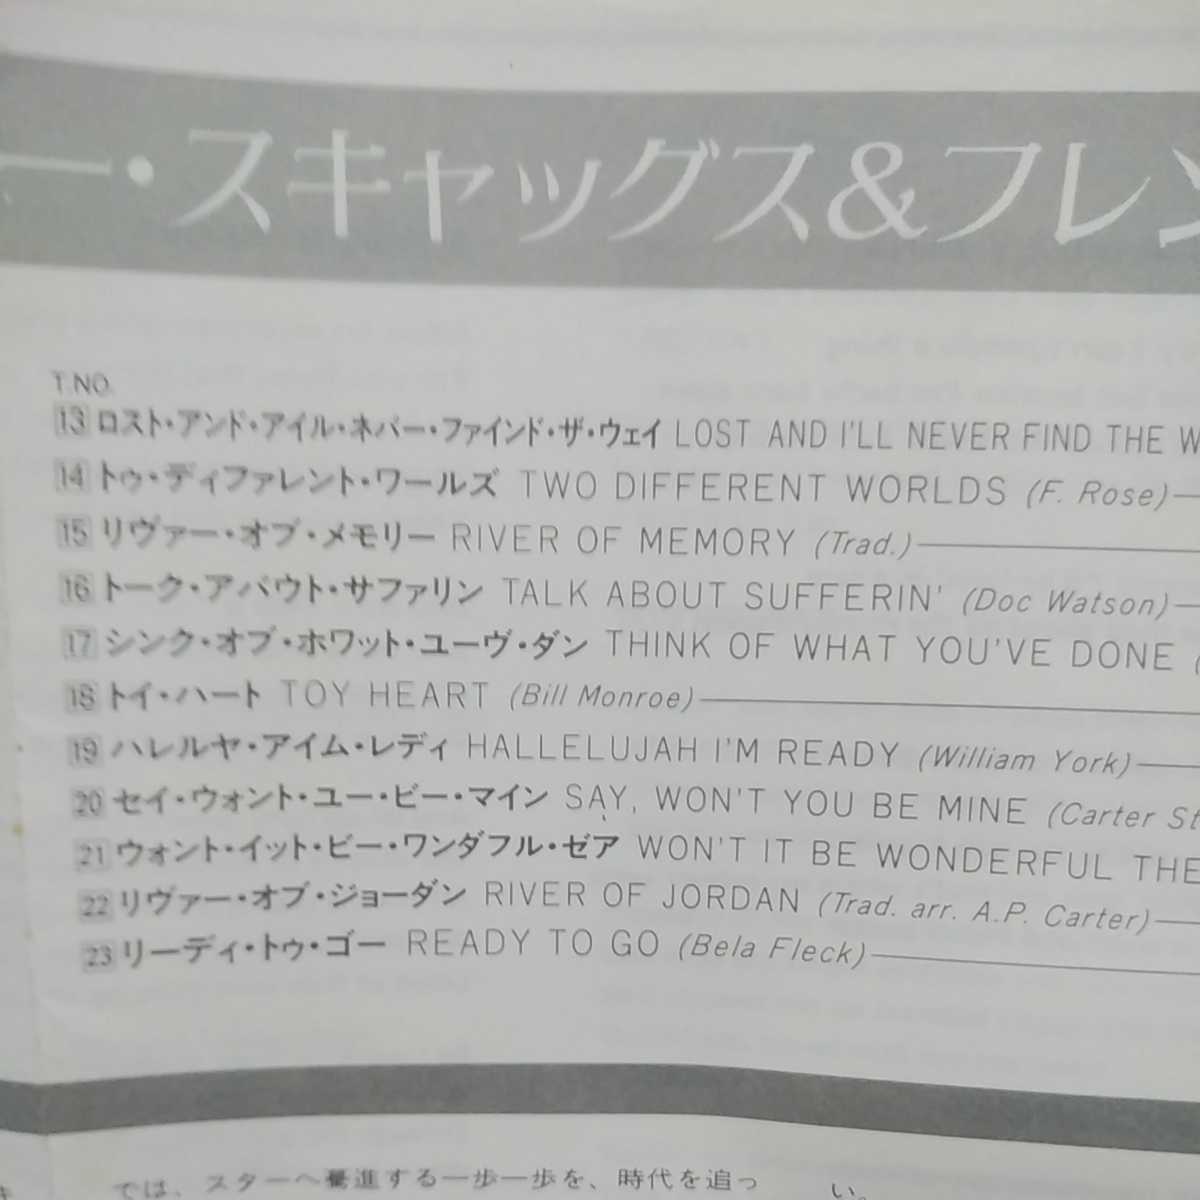 ー・スキャッグス&フレン
T.NO.
13 ロスト・アンド・アイル・ネバー・ファインド・ザ・ウェイ LOST AND I'LL NEVER FIND THE W
14 トゥ・ディファレント・ワールズ TWO DIFFERENT WORLDS (F. Rose)
15 リヴァー・オブ・メモリー RIVER OF MEMORY (Trad.)
16 トーク・アバウト・サファリン TALK ABOUT SUFFERIN' (Doc Watson)
17 シンク・オブ・ホワット・ユーヴ・ダン THINK OF WHAT YOU'VE DONE (
18 トイ・ハート TOY HEART (Bill Monroe)
19 ハレルヤ・アイム・レディ HALLELUJAH I'M READY (William York)
20 セイ・ウォント・ユー・ビー・マイン SAY, WON'T YOU BE MINE (Carter St
21 ウォント・イット・ビー・ワンダフル・ゼア WON'T IT BE WONDERFUL THE
22 リヴァー・オブ・ジョーダン RIVER OF JORDAN (Trad. arr. A.P. Carter)
23 リーディ・トゥ・ゴー READY TO GO (Bela Fleck)
では、スターへ驀進する一歩一歩を、時代を追っ
い。